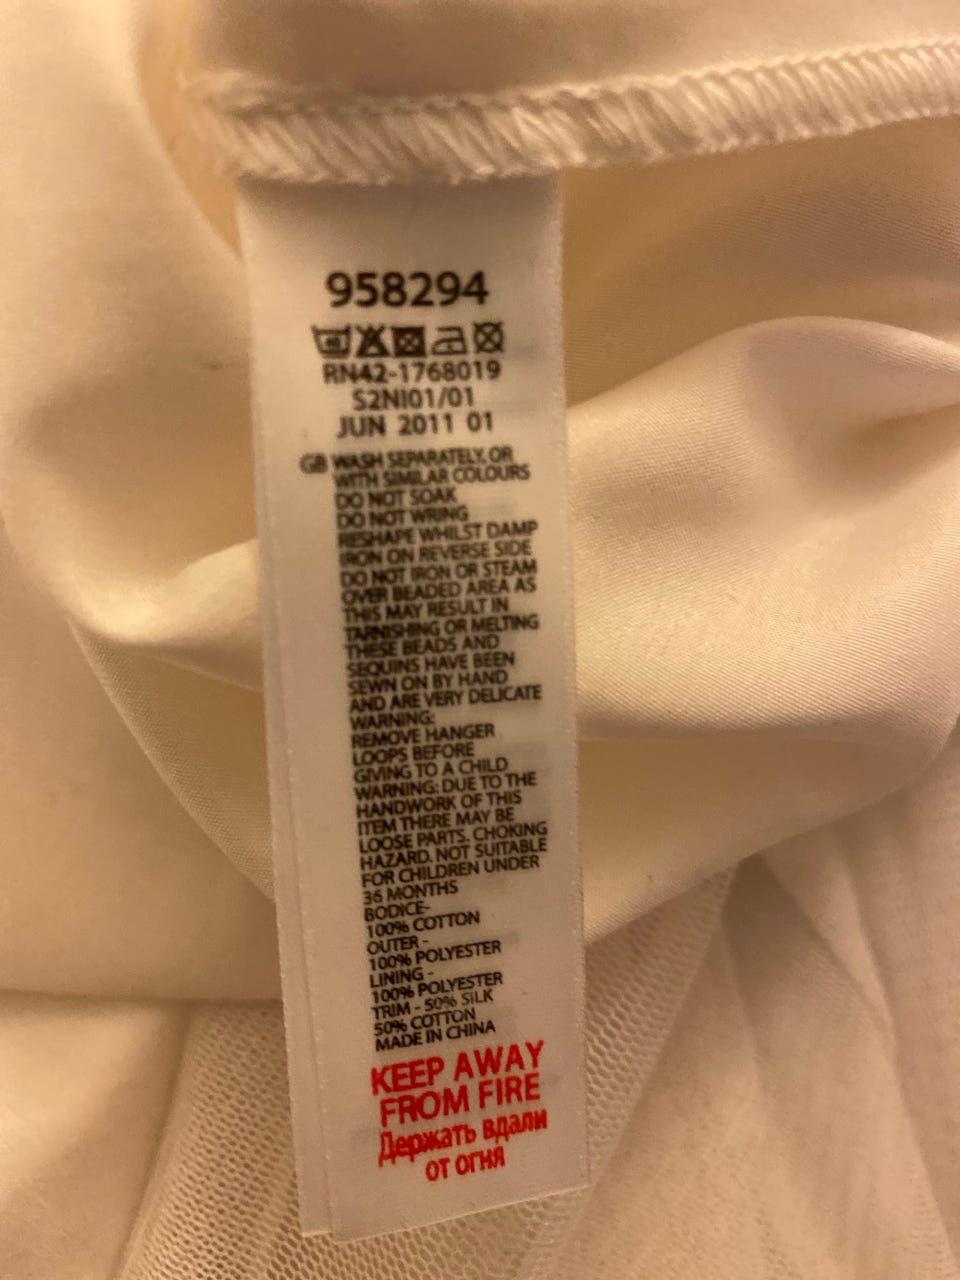 958294
RN42-1768019
S2NI01/01
JUN 2011 01
GB WASH SEPARATELY, OR
WITH SIMILAR COLOURS
DO NOT SOAK
DO NOT WRING
RESHAPE WHILST DAMP
IRON ON REVERSE SIDE
DO NOT IRON OR STEAM
OVER BEADED AREA AS
THIS MAY RESULT IN
TARNISHING OR MELTING
THESE BEADS AND
SEQUINS HAVE BEEN
SEWN ON BY HAND
AND ARE VERY DELICATE
WARNING:
REMOVE HANGER
LOOPS BEFORE
GIVING TO A CHILD
WARNING: DUE TO THE
HANDWORK OF THIS
ITEM THERE MAY BE
LOOSE PARTS. CHOKING
HAZARD. NOT SUITABLE
FOR CHILDREN UNDER
36 MONTHS
BODICE-
100% COTTON
OUTER -
100% POLYESTER
LINING -
100% POLYESTER
TRIM - 50% SILK
50% COTTON
MADE IN CHINA
KEEP AWAY
FROM FIRE
Держать вдали
от огня